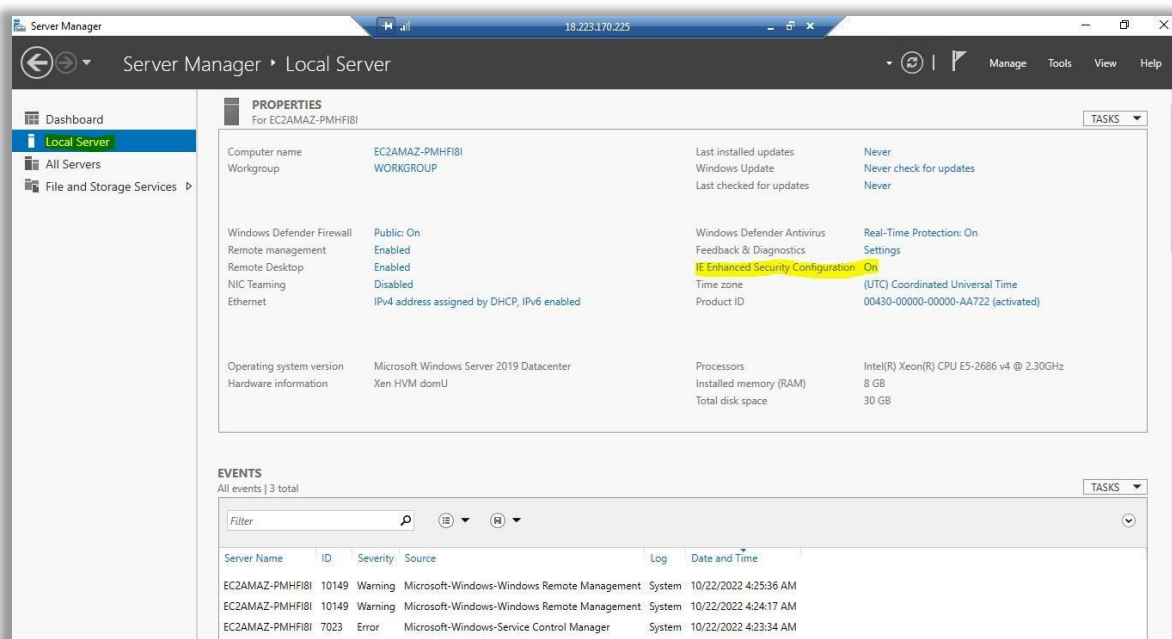 Server Manager
18.223.170.225
Server Manager • Local Server
Manage Tools View Help
Dashboard
Local Server
All Servers
File and Storage Services
PROPERTIES
For EC2AMAZ-PMHFI8I
TASKS
Computer name EC2AMAZ-PMHFI8I Last installed updates Never
Workgroup WORKGROUP Windows Update Never check for updates
Last checked for updates Never
Windows Defender Firewall Public: On Windows Defender Antivirus Real-Time Protection: On
Remote management Enabled Feedback & Diagnostics Settings
Remote Desktop Enabled IE Enhanced Security Configuration On
NIC Teaming Disabled Time zone (UTC) Coordinated Universal Time
Ethernet IPv4 address assigned by DHCP, IPv6 enabled Product ID 00430-00000-00000-AA722 (activated)
Operating system version Microsoft Windows Server 2019 Datacenter Processors Intel(R) Xeon(R) CPU E5-2686 v4 @ 2.30GHz
Hardware information Xen HVM domU Installed memory (RAM) 8 GB
Total disk space 30 GB
EVENTS
All events | 3 total
TASKS
Filter
Server Name ID Severity Source Log Date and Time
EC2AMAZ-PMHFI8I 10149 Warning Microsoft-Windows-Windows Remote Management System 10/22/2022 4:25:36 AM
EC2AMAZ-PMHFI8I 10149 Warning Microsoft-Windows-Windows Remote Management System 10/22/2022 4:24:17 AM
EC2AMAZ-PMHFI8I 7023 Error Microsoft-Windows-Service Control Manager System 10/22/2022 4:23:34 AM